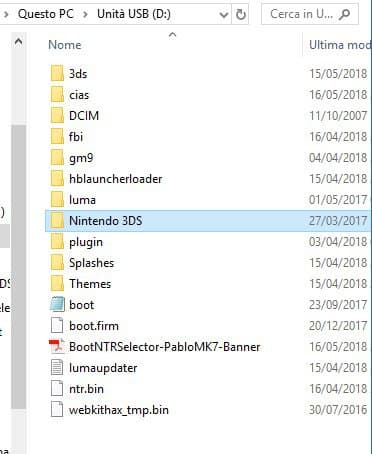 Questo PC > Unità USB (D:)
Cerca in U...
Nome Ultima mod
3ds 15/05/2018
cias 16/05/2018
DCIM 11/10/2007
fbi 16/04/2018
gm9 04/04/2018
hblauncherloader 15/04/2018
luma 01/05/2017
Nintendo 3DS 27/03/2017
plugin 03/04/2018
Splashes 15/04/2018
Themes 15/04/2018
boot 23/09/2017
boot.firm 20/12/2017
BootNTRSelector-PabloMK7-Banner 16/05/2018
lumaupdater 15/04/2018
ntr.bin 16/04/2018
webkithax_tmp.bin 30/07/2016